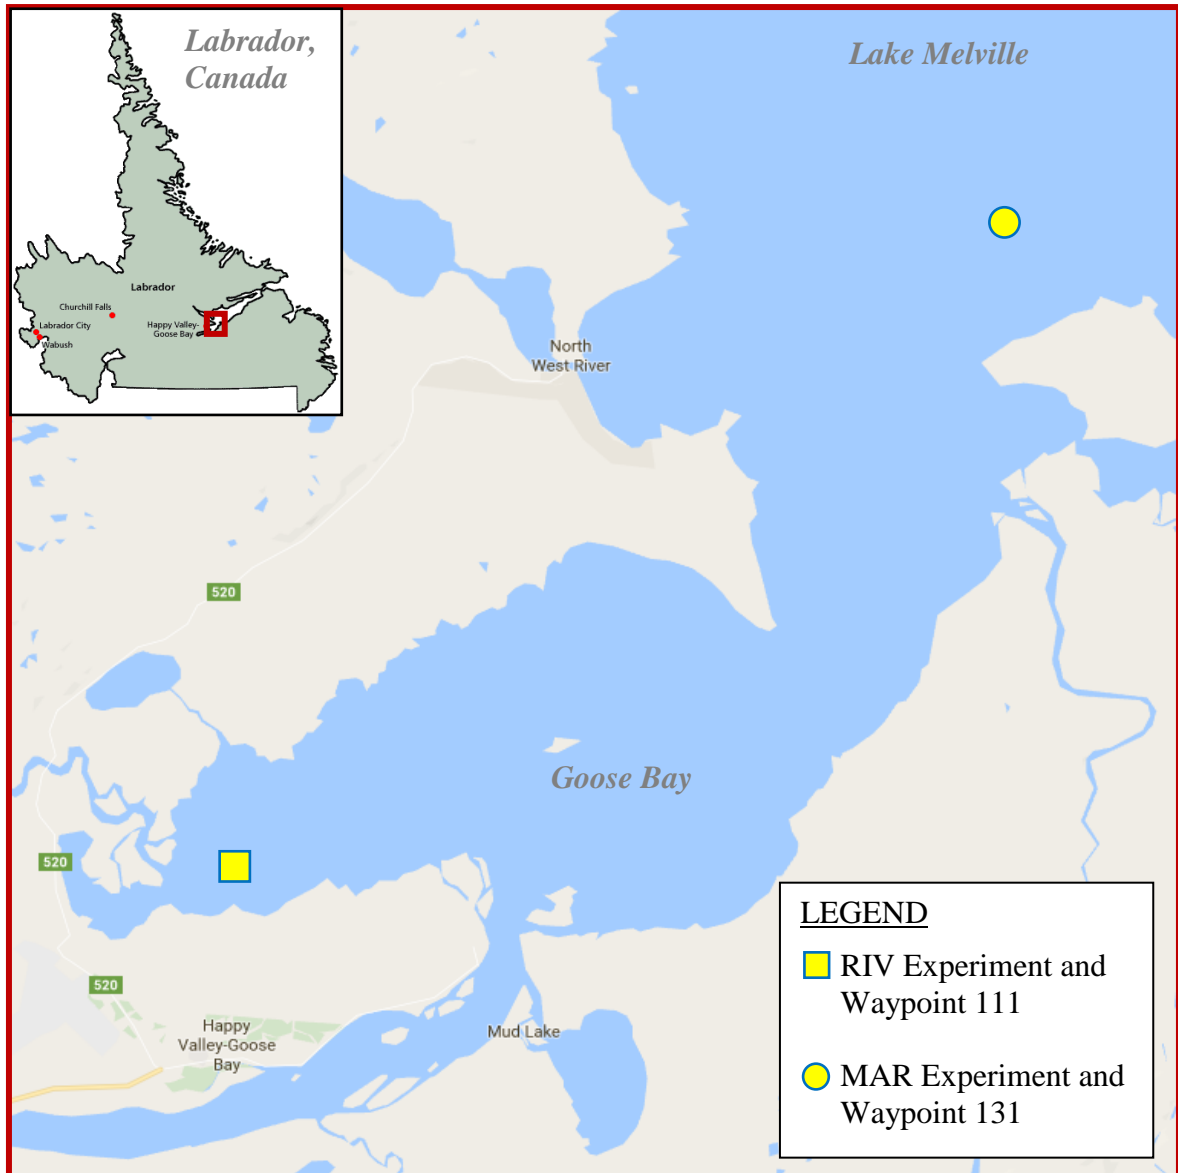 Labrador,
Canada
Churchill Falls
Labrador
Labrador City
Wabush
Happy Valley-
Goose Bay
Lake Melville
North
West River
520
Goose Bay
520
520
Happy
Valley-Goose
Bay
Mud Lake
LEGEND
RIV Experiment and
Waypoint 111
MAR Experiment and
Waypoint 131